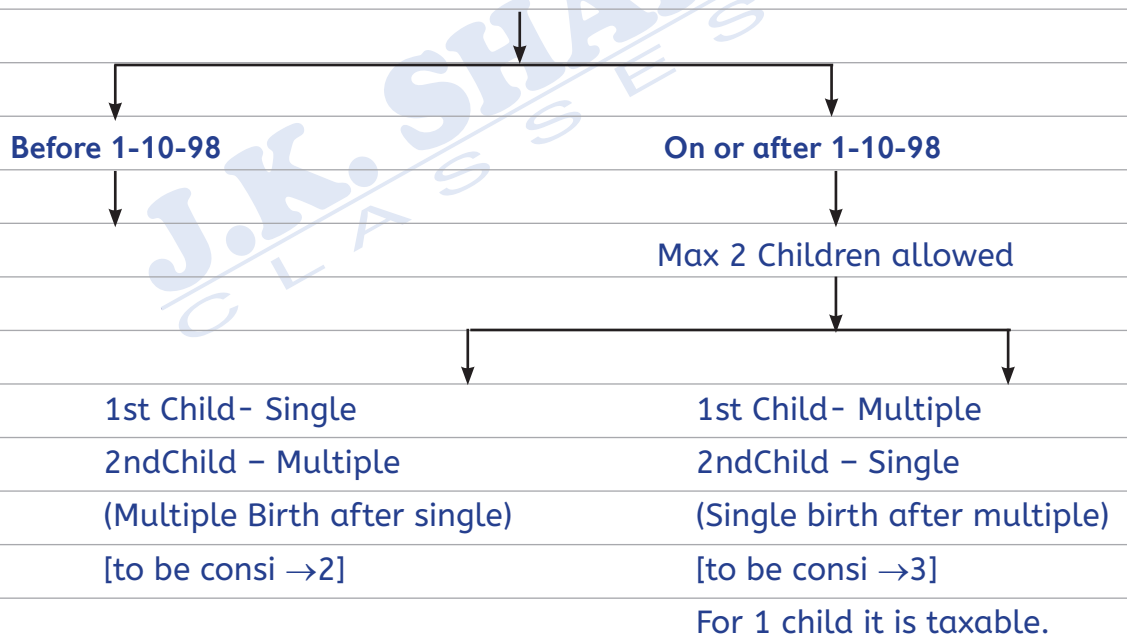 J.K. SHA
CLASSES
Before 1-10-98
On or after 1-10-98
Max 2 Children allowed
1st Child- Single
2ndChild – Multiple
(Multiple Birth after single)
[to be consi →2]
1st Child- Multiple
2ndChild – Single
(Single birth after multiple)
[to be consi →3]
For 1 child it is taxable.